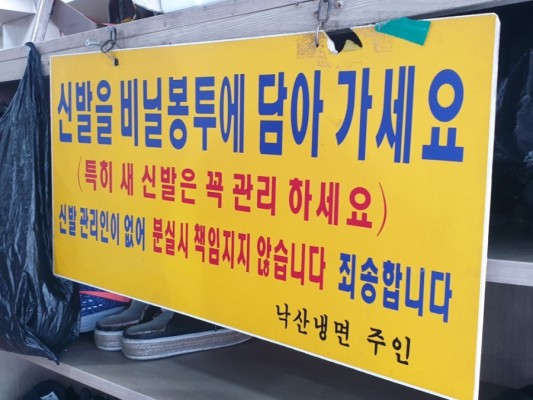 신발을 비닐봉투에 담아 가세요
(특히 새 신발은 꼭 관리 하세요)
신발 관리인이 없어 분실시 책임지지 않습니다 죄송합니다
낙산냉면 주인